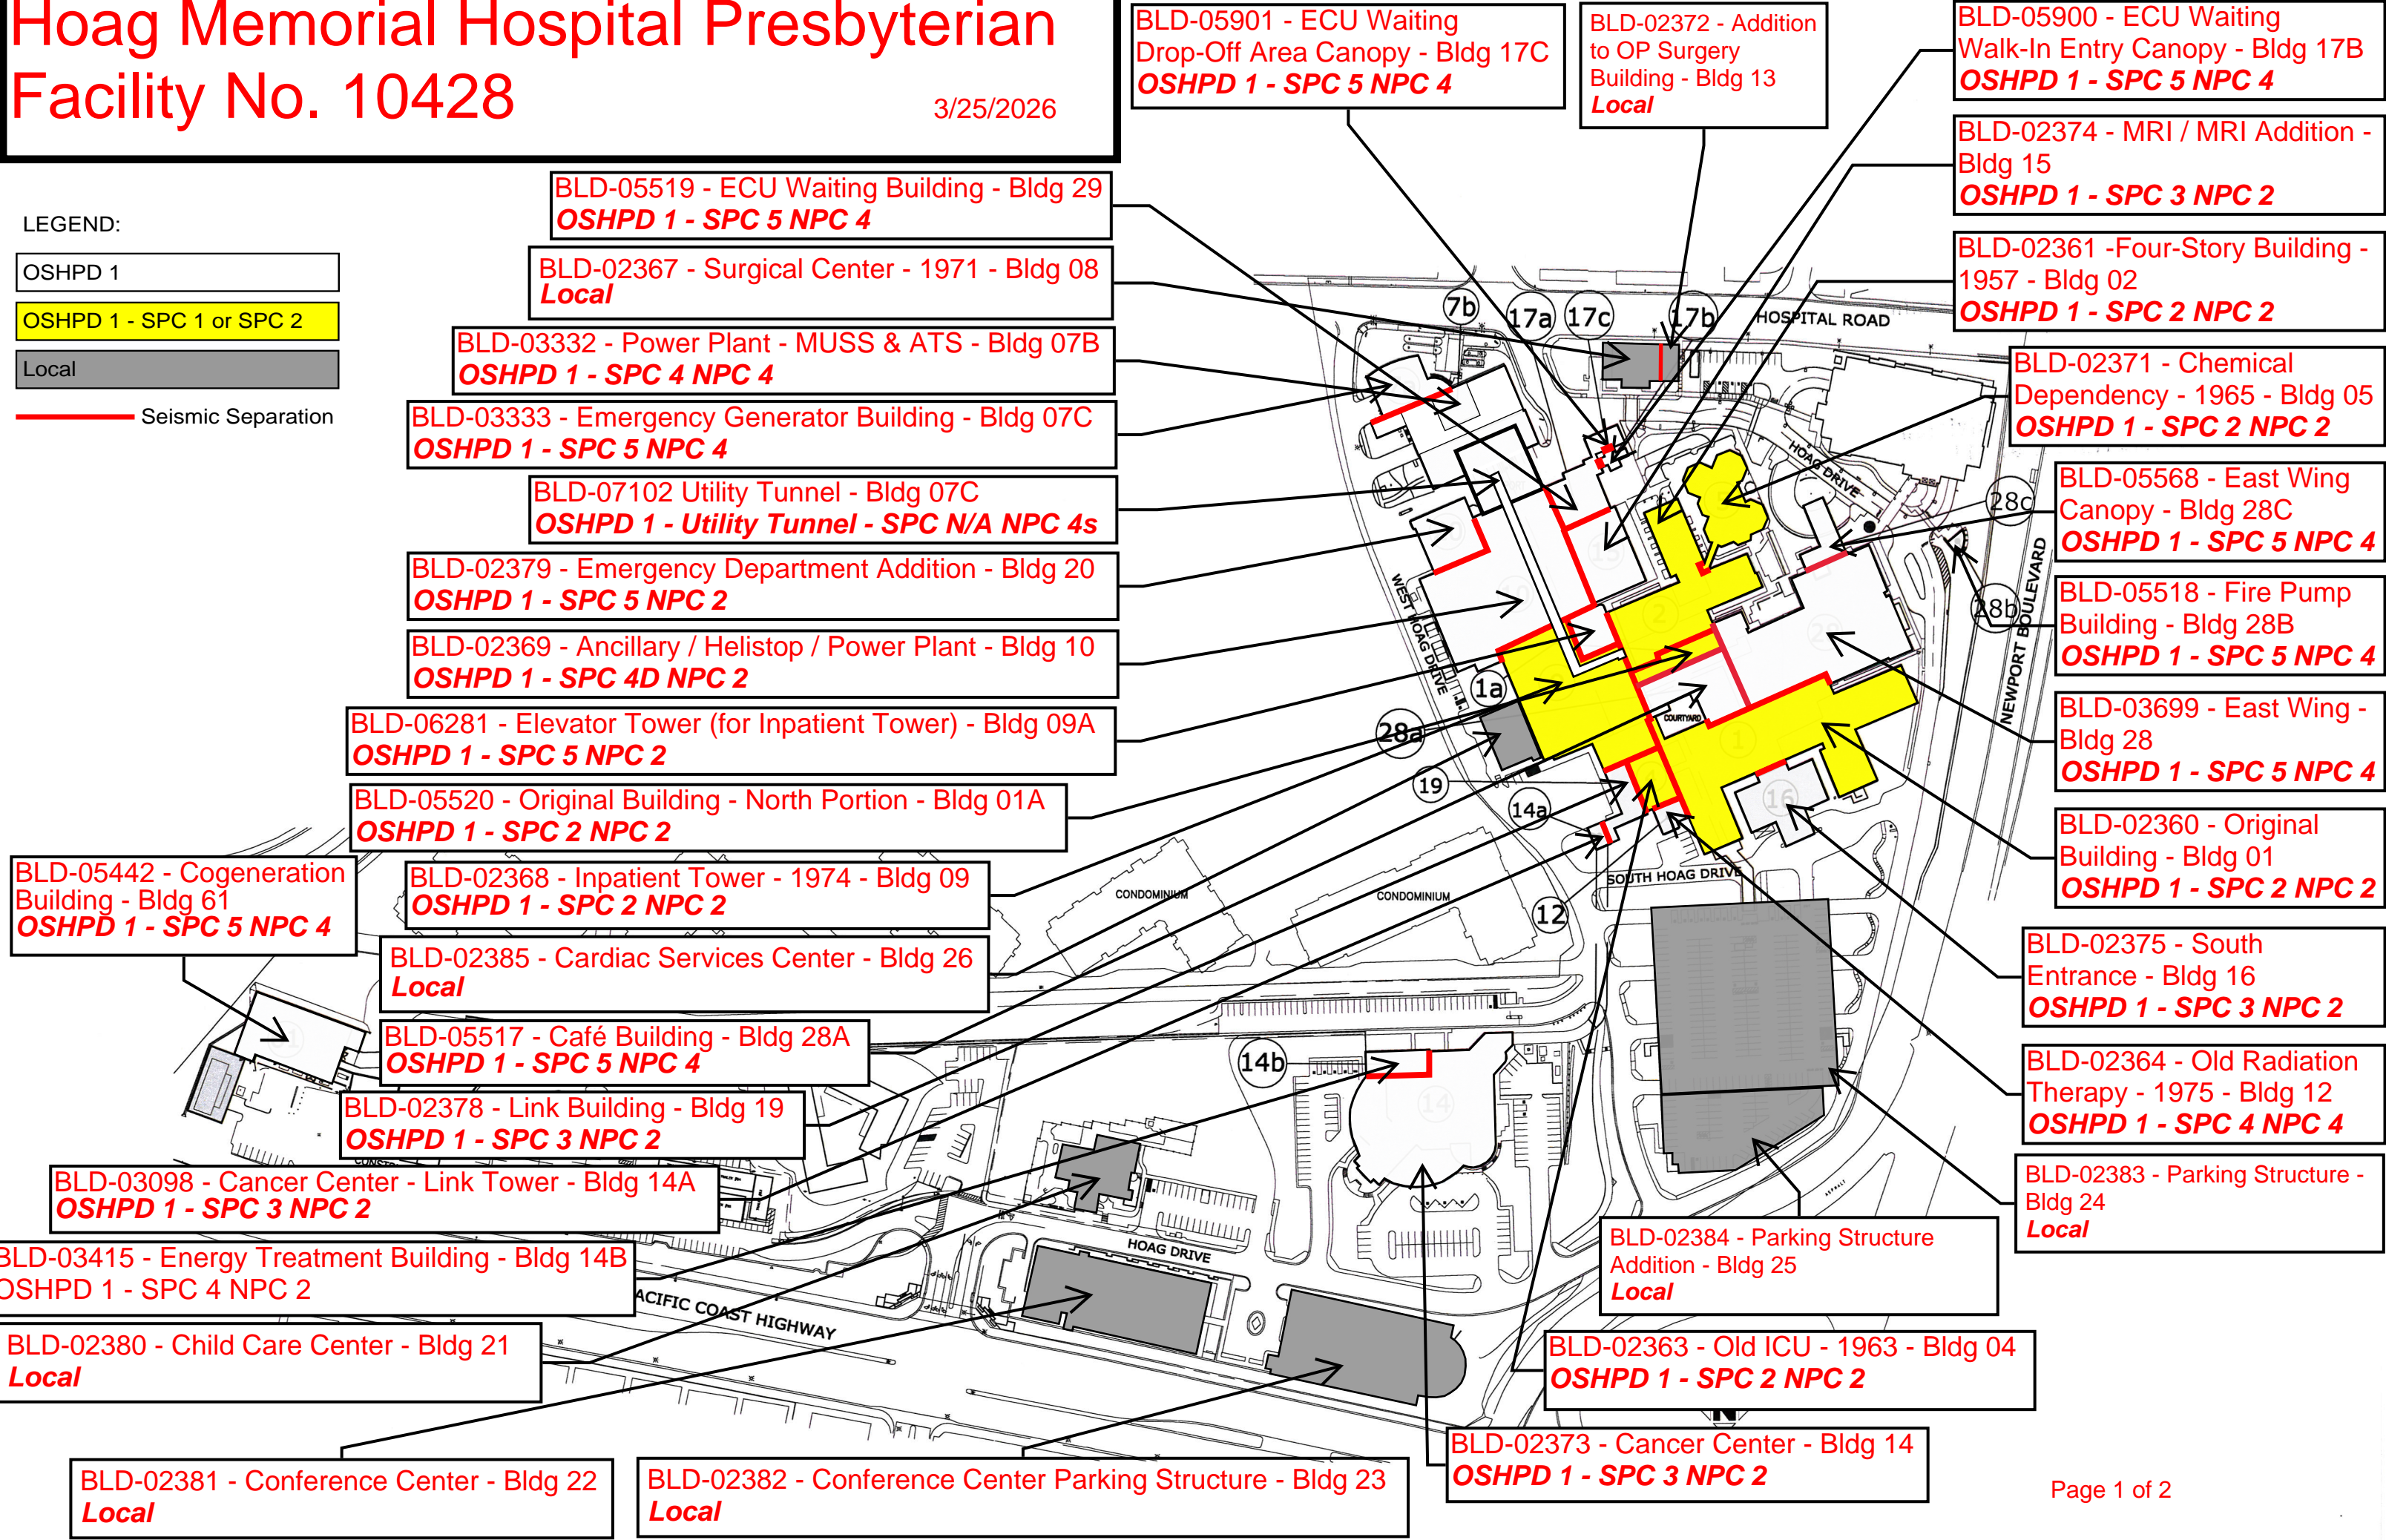 Hoag Memorial Hospital Presbyterian
Facility No. 10428
3/25/2026
LEGEND:
OSHPD 1
OSHPD 1 - SPC 1 or SPC 2
Local
Seismic Separation
BLD-05901 - ECU Waiting
Drop-Off Area Canopy - Bldg 17C
OSHPD 1 - SPC 5 NPC 4
BLD-02372 - Addition
to OP Surgery
Building - Bldg 13
Local
BLD-05900 - ECU Waiting
Walk-In Entry Canopy - Bldg 17B
OSHPD 1 - SPC 5 NPC 4
BLD-02374 - MRI / MRI Addition -
Bldg 15
OSHPD 1 - SPC 3 NPC 2
BLD-02361 -Four-Story Building -
1957 - Bldg 02
OSHPD 1 - SPC 2 NPC 2
BLD-02371 - Chemical
Dependency - 1965 - Bldg 05
OSHPD 1 - SPC 2 NPC 2
BLD-05568 - East Wing
Canopy - Bldg 28C
OSHPD 1 - SPC 5 NPC 4
BLD-05518 - Fire Pump
Building - Bldg 28B
OSHPD 1 - SPC 5 NPC 4
BLD-03699 - East Wing -
Bldg 28
OSHPD 1 - SPC 5 NPC 4
BLD-02360 - Original
Building - Bldg 01
OSHPD 1 - SPC 2 NPC 2
BLD-02375 - South
Entrance - Bldg 16
OSHPD 1 - SPC 3 NPC 2
BLD-02364 - Old Radiation
Therapy - 1975 - Bldg 12
OSHPD 1 - SPC 4 NPC 4
BLD-02383 - Parking Structure -
Bldg 24
Local
BLD-02384 - Parking Structure
Addition - Bldg 25
Local
BLD-02363 - Old ICU - 1963 - Bldg 04
OSHPD 1 - SPC 2 NPC 2
BLD-02373 - Cancer Center - Bldg 14
OSHPD 1 - SPC 3 NPC 2
BLD-05519 - ECU Waiting Building - Bldg 29
OSHPD 1 - SPC 5 NPC 4
BLD-02367 - Surgical Center - 1971 - Bldg 08
Local
BLD-03332 - Power Plant - MUSS & ATS - Bldg 07B
OSHPD 1 - SPC 4 NPC 4
BLD-03333 - Emergency Generator Building - Bldg 07C
OSHPD 1 - SPC 5 NPC 4
BLD-07102 Utility Tunnel - Bldg 07C
OSHPD 1 - Utility Tunnel - SPC N/A NPC 4s
BLD-02379 - Emergency Department Addition - Bldg 20
OSHPD 1 - SPC 5 NPC 2
BLD-02369 - Ancillary / Helistop / Power Plant - Bldg 10
OSHPD 1 - SPC 4D NPC 2
BLD-06281 - Elevator Tower (for Inpatient Tower) - Bldg 09A
OSHPD 1 - SPC 5 NPC 2
BLD-05520 - Original Building - North Portion - Bldg 01A
OSHPD 1 - SPC 2 NPC 2
BLD-02368 - Inpatient Tower - 1974 - Bldg 09
OSHPD 1 - SPC 2 NPC 2
BLD-05442 - Cogeneration
Building - Bldg 61
OSHPD 1 - SPC 5 NPC 4
BLD-02385 - Cardiac Services Center - Bldg 26
Local
BLD-05517 - Café Building - Bldg 28A
OSHPD 1 - SPC 5 NPC 4
BLD-02378 - Link Building - Bldg 19
OSHPD 1 - SPC 3 NPC 2
BLD-03098 - Cancer Center - Link Tower - Bldg 14A
OSHPD 1 - SPC 3 NPC 2
BLD-03415 - Energy Treatment Building - Bldg 14B
OSHPD 1 - SPC 4 NPC 2
BLD-02380 - Child Care Center - Bldg 21
Local
BLD-02381 - Conference Center - Bldg 22
Local
BLD-02382 - Conference Center Parking Structure - Bldg 23
Local
7b
17a
17c
17b
HOSPITAL ROAD
HOAG DRIVE
28c
28b
NEWPORT BOULEVARD
WEST HOAG DRIVE
2
1a
28a
COURTYARD
1
16
19
14a
12
SOUTH HOAG DRIVE
CONDOMINIUM
CONDOMINIUM
14b
14
ASPHALT
HOAG DRIVE
ACIFIC COAST HIGHWAY
N
Page 1 of 2